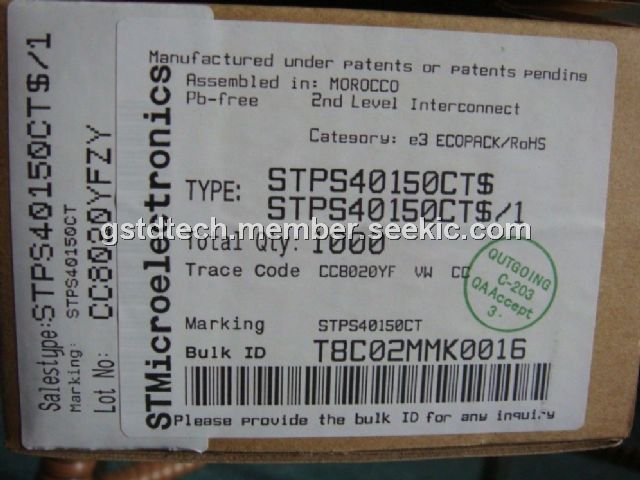 Salestype:STPS40150CT$/1
Marking: STPS40150CT
Lot No: CC8020YFZY
STMicroelectronics
Manufactured under patents or patents pending
Assembled in: MOROCCO
Pb-free 2nd Level Interconnect
Category: e3 ECOPACK/RoHS
TYPE: STPS40150CT$
STPS40150CT$/1
gstdtech.member.seekic.com
Total Qty: 1000
Trace Code CC8020YF VW CC
OUTGOING
C-203
QA Accept
3.
Marking STPS40150CT
Bulk ID T8C02MMK0016
Please provide the bulk ID for any inquiry